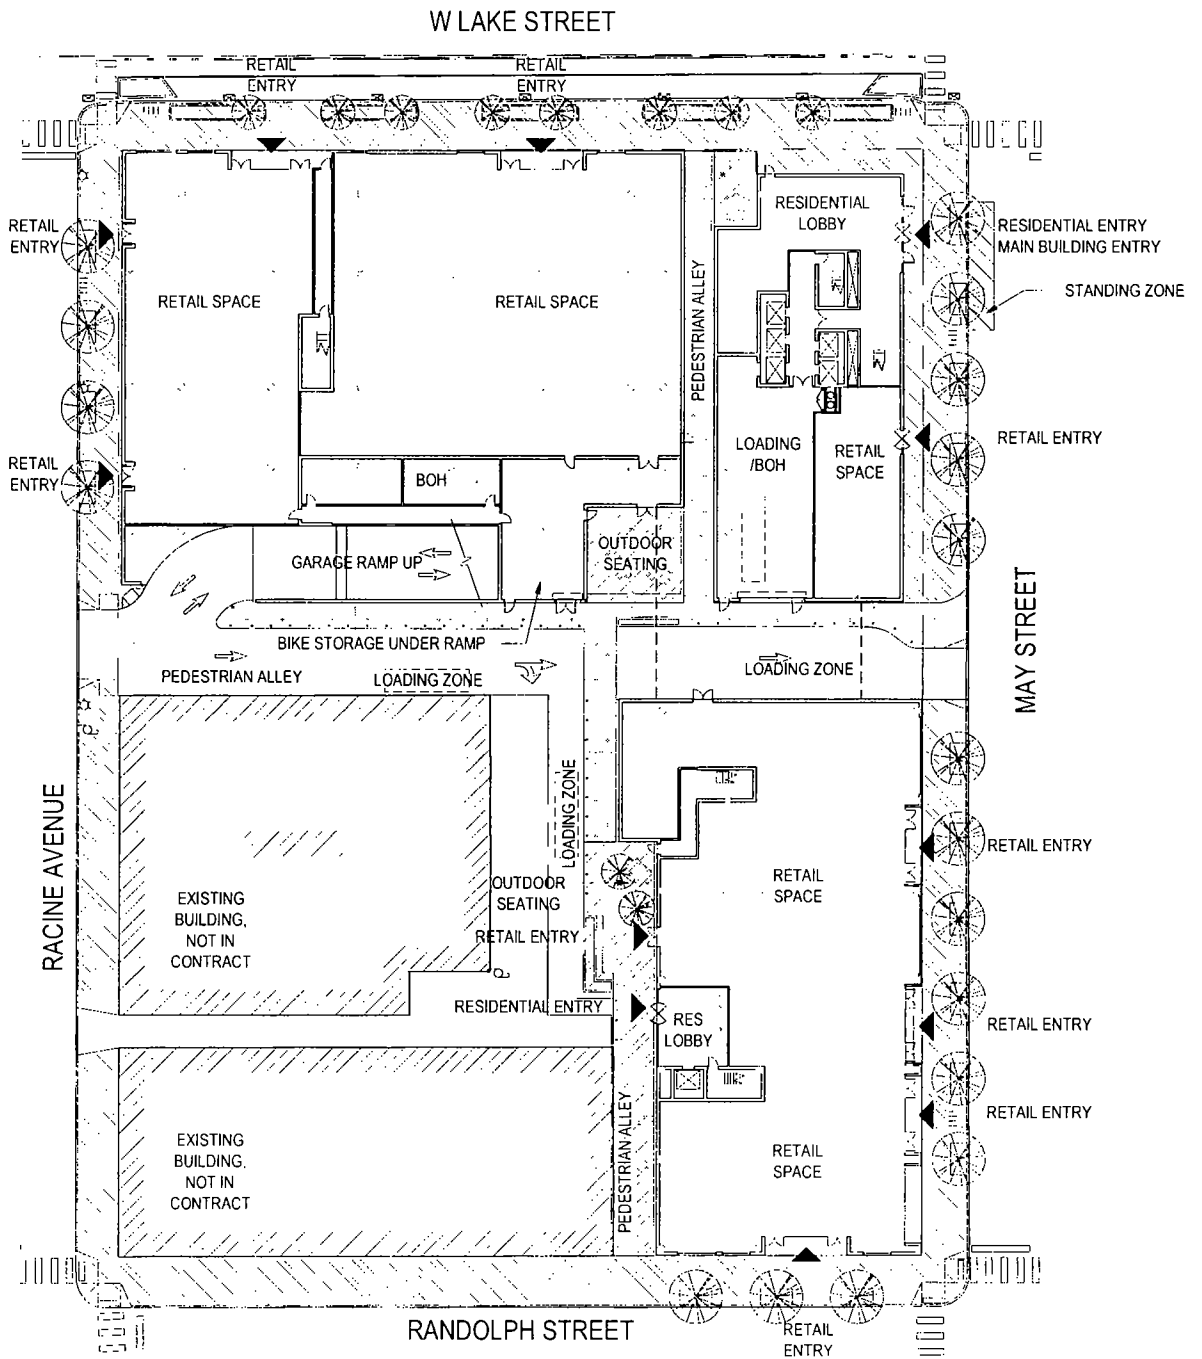 W LAKE STREET
RETAIL
ENTRY
RETAIL
ENTRY
RETAIL
ENTRY
RESIDENTIAL
LOBBY
RESIDENTIAL ENTRY
MAIN BUILDING ENTRY
STANDING ZONE
RETAIL SPACE
RETAIL SPACE
PEDESTRIAN ALLEY
RETAIL
ENTRY
BOH
LOADING
/BOH
RETAIL
SPACE
RETAIL ENTRY
GARAGE RAMP UP
OUTDOOR
SEATING
BIKE STORAGE UNDER RAMP
PEDESTRIAN ALLEY
LOADING ZONE
LOADING ZONE
MAY STREET
RACINE AVENUE
LOADING ZONE
EXISTING
BUILDING,
NOT IN
CONTRACT
OUTDOOR
SEATING
RETAIL ENTRY
RESIDENTIAL ENTRY
RETAIL
SPACE
RETAIL ENTRY
RES
LOBBY
RETAIL ENTRY
RETAIL ENTRY
EXISTING
BUILDING,
NOT IN
CONTRACT
PEDESTRIAN ALLEY
RETAIL
SPACE
RANDOLPH STREET
RETAIL
ENTRY